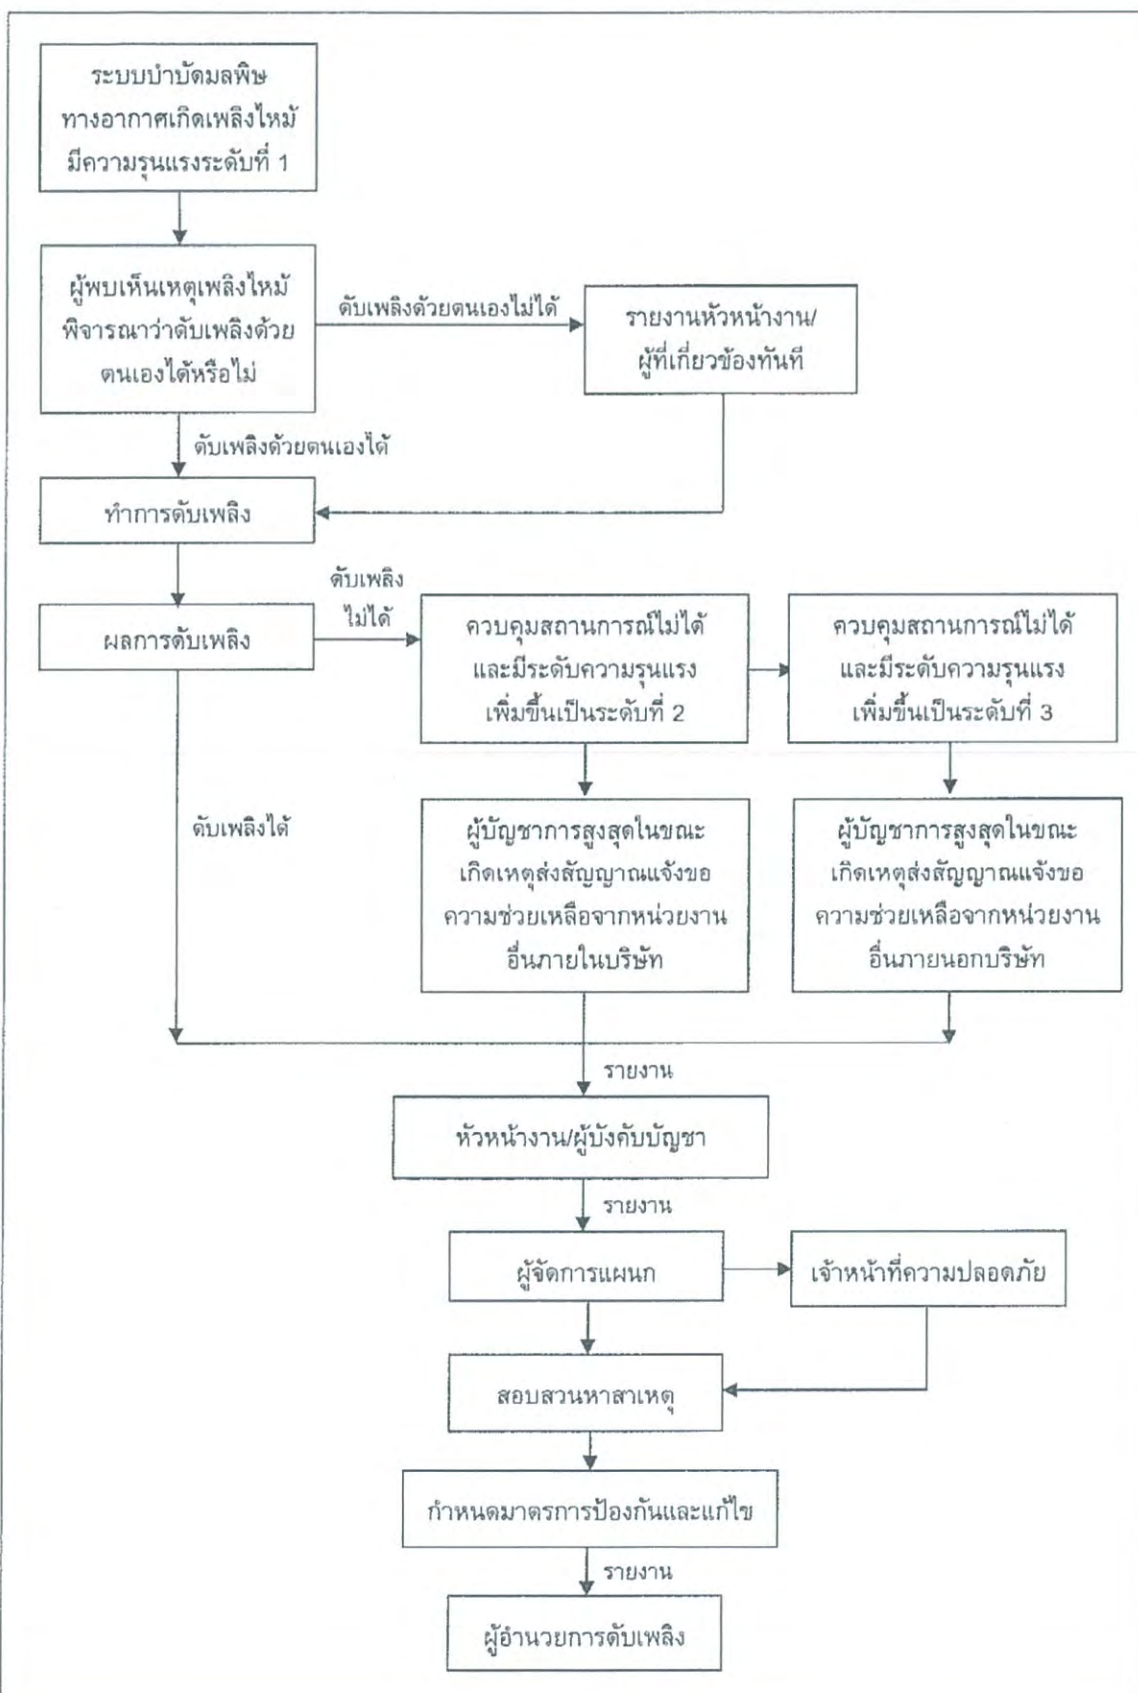 ระบบบำบัดมลพิษ
ทางอากาศเกิดเพลิงไหม้
มีความรุนแรงระดับที่ 1
ผู้พบเห็นเหตุเพลิงไหม้
พิจารณาว่าดับเพลิงด้วย
ตนเองได้หรือไม่
ดับเพลิงด้วยตนเองไม่ได้
รายงานหัวหน้างาน/
ผู้ที่เกี่ยวข้องทันที
ดับเพลิงด้วยตนเองได้
ทำการดับเพลิง
ผลการดับเพลิง
ดับเพลิง
ไม่ได้
ควบคุมสถานการณ์ไม่ได้
และมีระดับความรุนแรง
เพิ่มขึ้นเป็นระดับที่ 2
ควบคุมสถานการณ์ไม่ได้
และมีระดับความรุนแรง
เพิ่มขึ้นเป็นระดับที่ 3
ดับเพลิงได้
ผู้บัญชาการสูงสุดในขณะ
เกิดเหตุส่งสัญญาณแจ้งขอ
ความช่วยเหลือจากหน่วยงาน
อื่นภายในบริษัท
ผู้บัญชาการสูงสุดในขณะ
เกิดเหตุส่งสัญญาณแจ้งขอ
ความช่วยเหลือจากหน่วยงาน
อื่นภายนอกบริษัท
รายงาน
หัวหน้างาน/ผู้บังคับบัญชา
รายงาน
ผู้จัดการแผนก
เจ้าหน้าที่ความปลอดภัย
สอบสวนหาสาเหตุ
กำหนดมาตรการป้องกันและแก้ไข
รายงาน
ผู้อำนวยการดับเพลิง